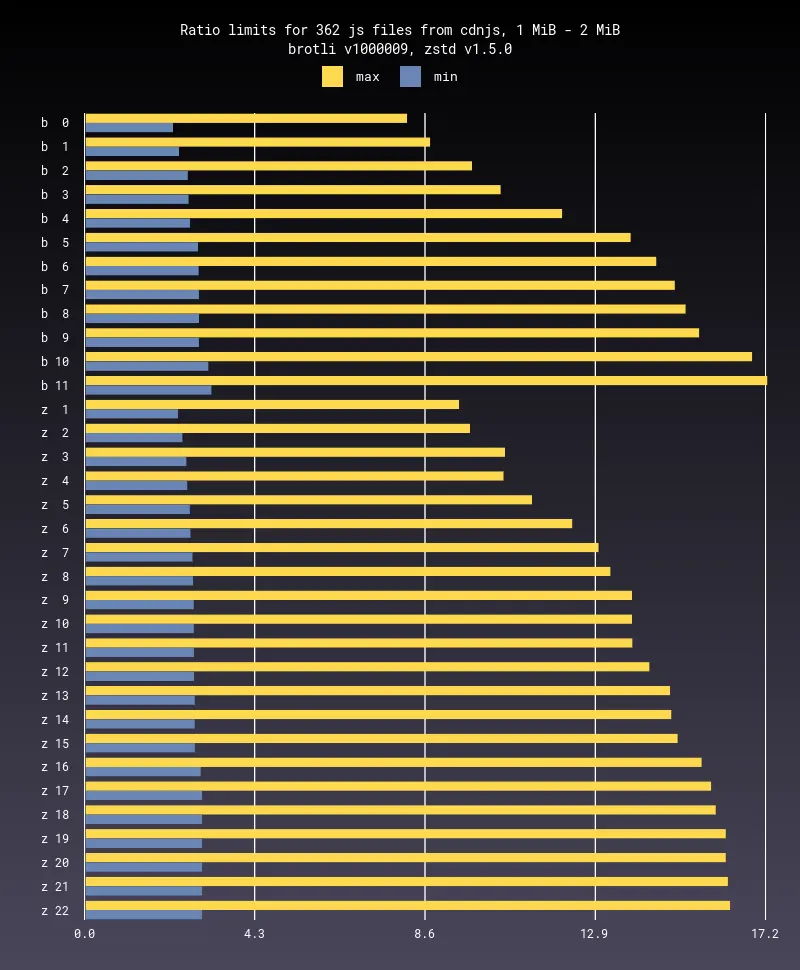 Ratio limits for 362 js files from cdnjs, 1 MiB - 2 MiB
brotli v1000009, zstd v1.5.0
max min
b 0
b 1
b 2
b 3
b 4
b 5
b 6
b 7
b 8
b 9
b 10
b 11
z 1
z 2
z 3
z 4
z 5
z 6
z 7
z 8
z 9
z 10
z 11
z 12
z 13
z 14
z 15
z 16
z 17
z 18
z 19
z 20
z 21
z 22
0.0 4.3 8.6 12.9 17.2